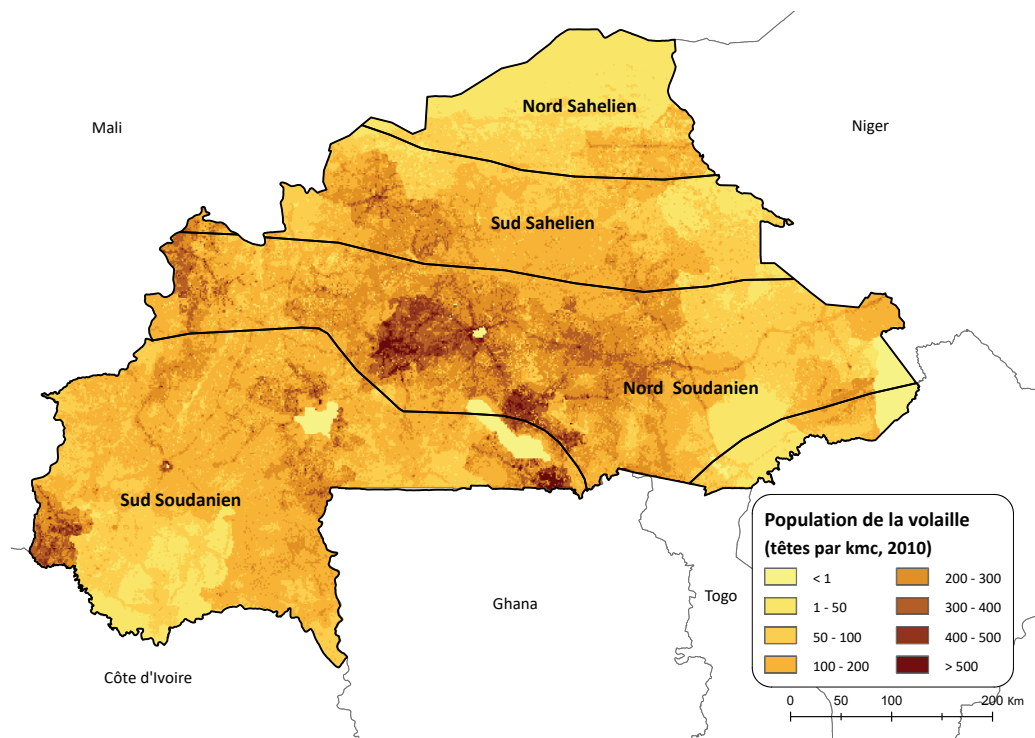 Nord Sahelien
Mali
Niger
Sud Sahelien
Nord Soudanien
Sud Soudanien
Ghana
Togo
Côte d'Ivoire
Population de la volaille
(têtes par kmc, 2010)
< 1
1 - 50
50 - 100
100 - 200
200 - 300
300 - 400
400 - 500
> 500
0 50 100 200 Km